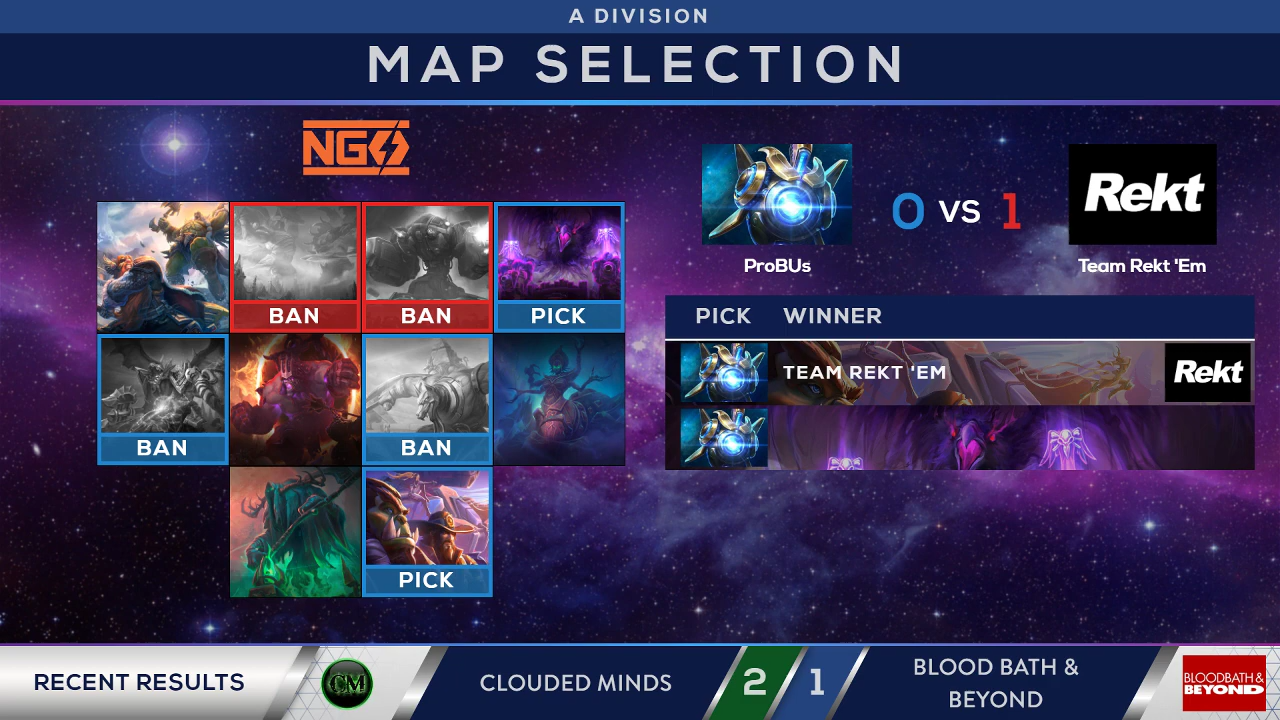 A DIVISION
MAP SELECTION
NGS
BAN
BAN
PICK
BAN
BAN
PICK
ProBUs
0 VS 1
Rekt
Team Rekt 'Em
PICK WINNER
TEAM REKT 'EM
Rekt
RECENT RESULTS
CM
CLOUDED MINDS
2
1
BLOOD BATH &
BEYOND
BLOODBATH &
BEYOND